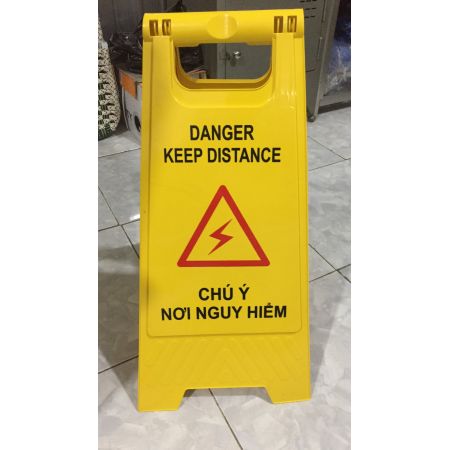 DANGER
KEEP DISTANCE
CHÚ Ý
NƠI NGUY HIỂM